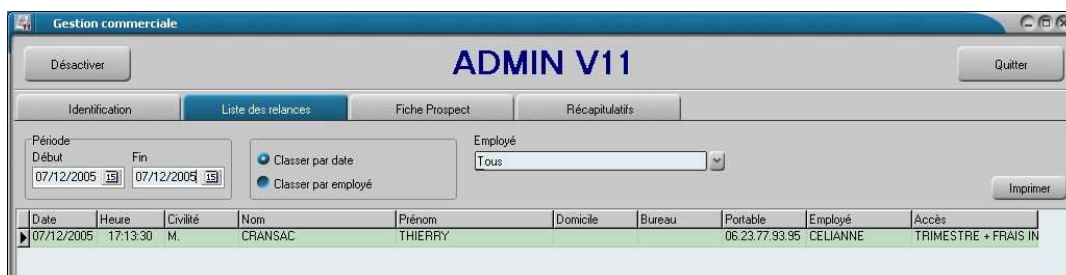 Gestion commerciale
Désactiver ADMIN V11 Quitter
Identification Liste des relances Fiche Prospect Récapitulatifs
Période
Début Fin
07/12/2005 15 07/12/2005 15
Classer par date
Classer par employé
Employé
Tous
Imprimer
Date Heure Civilité Nom Prénom Domicile Bureau Portable Employé Accès
07/12/2005 17:13:30 M. CRANSAC THIERRY 06.23.77.93.95 CELIANNE TRIMESTRE + FRAIS IN